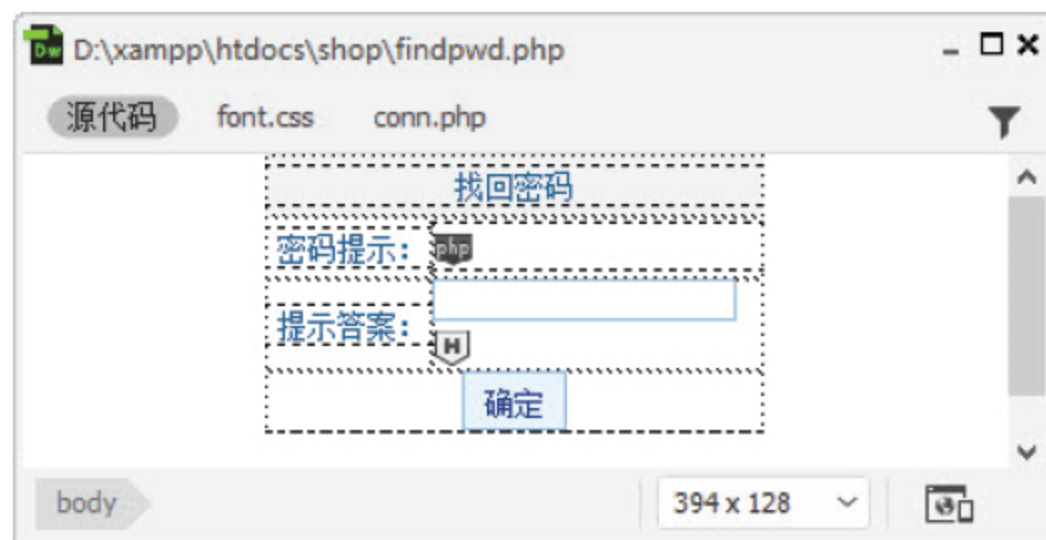 Dw D:\xampp\htdocs\shop\findpwd.php
源代码 font.css conn.php
找回密码
密码提示： php
提示答案：
H
确定
body 394 x 128